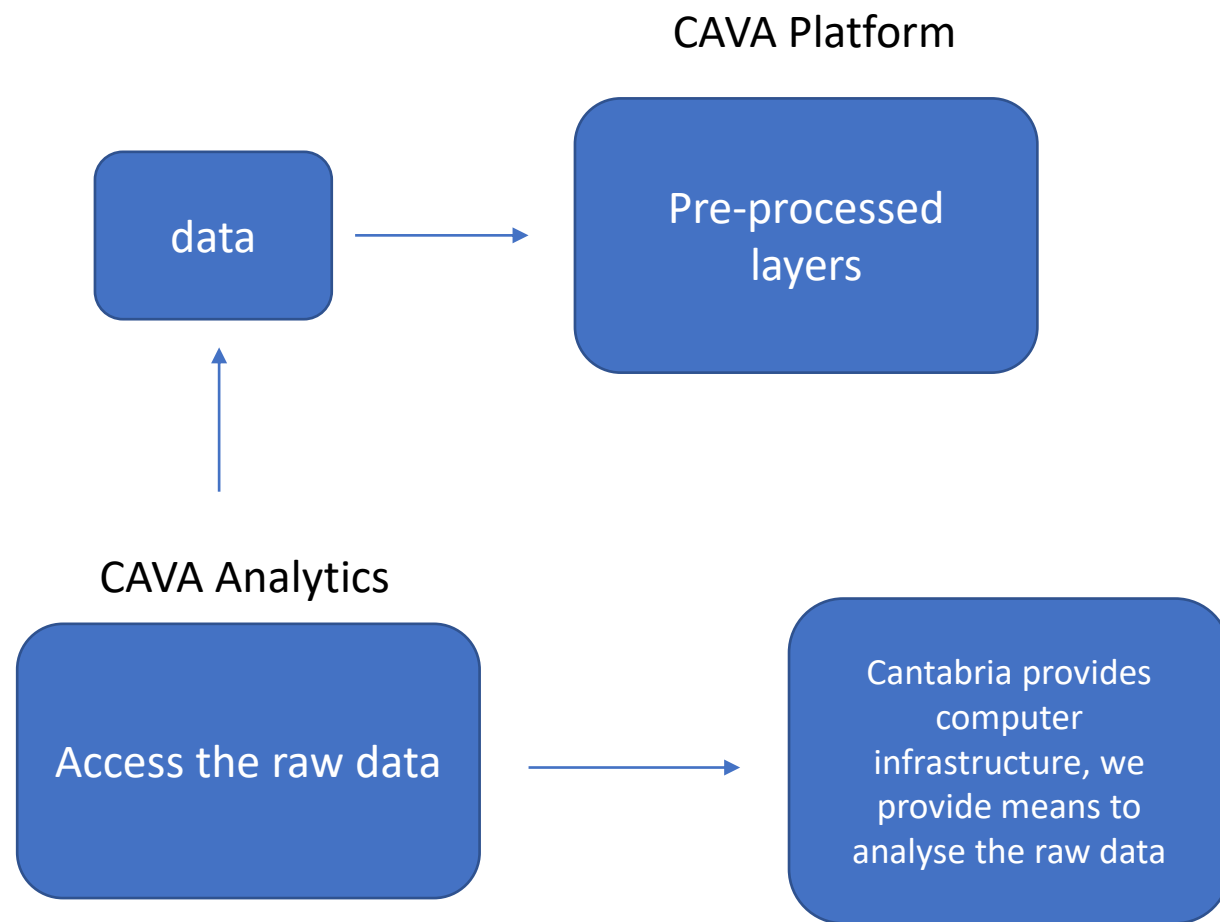 CAVA Platform
data
Pre-processed
layers
CAVA Analytics
Access the raw data
Cantabria provides
computer
infrastructure, we
provide means to
analyse the raw data